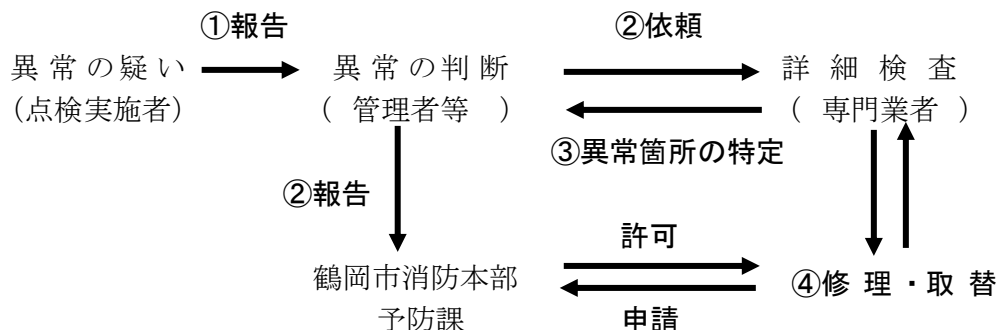 ①報告
②依頼
異常の疑い
異常の判断
詳細検査
(点検実施者)
(管理者等)
(専門業者)
③異常箇所の特定
②報告
許可
鶴岡市消防本部
予防課
④修理・取替
申請